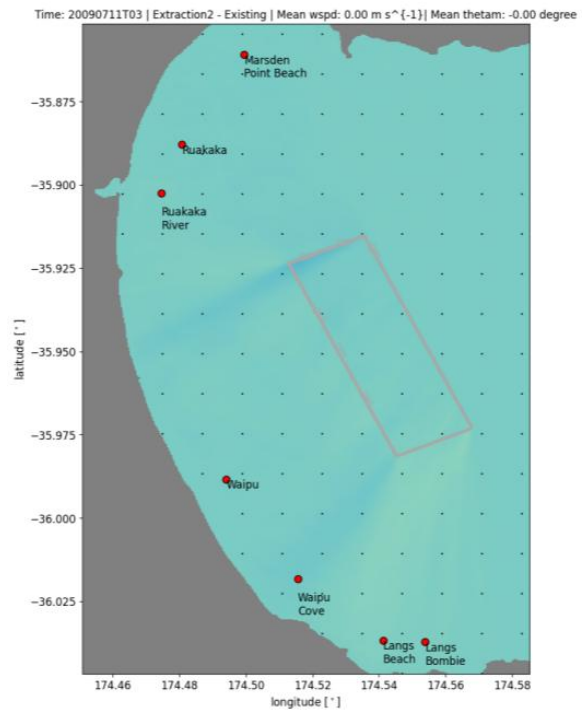 Time: 20090711T03 | Extraction2 - Existing | Mean wspd: 0.00 m s^{-1}| Mean thetam: -0.00 degree
Marsden
Point Beach
−35.875
Ruakaka
−35.900
Ruakaka
River
−35.925
−35.950
latitude [°]
−35.975
Waipu
−36.000
Waipu
Cove
−36.025
Langs
Beach
Langs
Bombie
174.46 174.48 174.50 174.52 174.54 174.56 174.58
longitude [°]